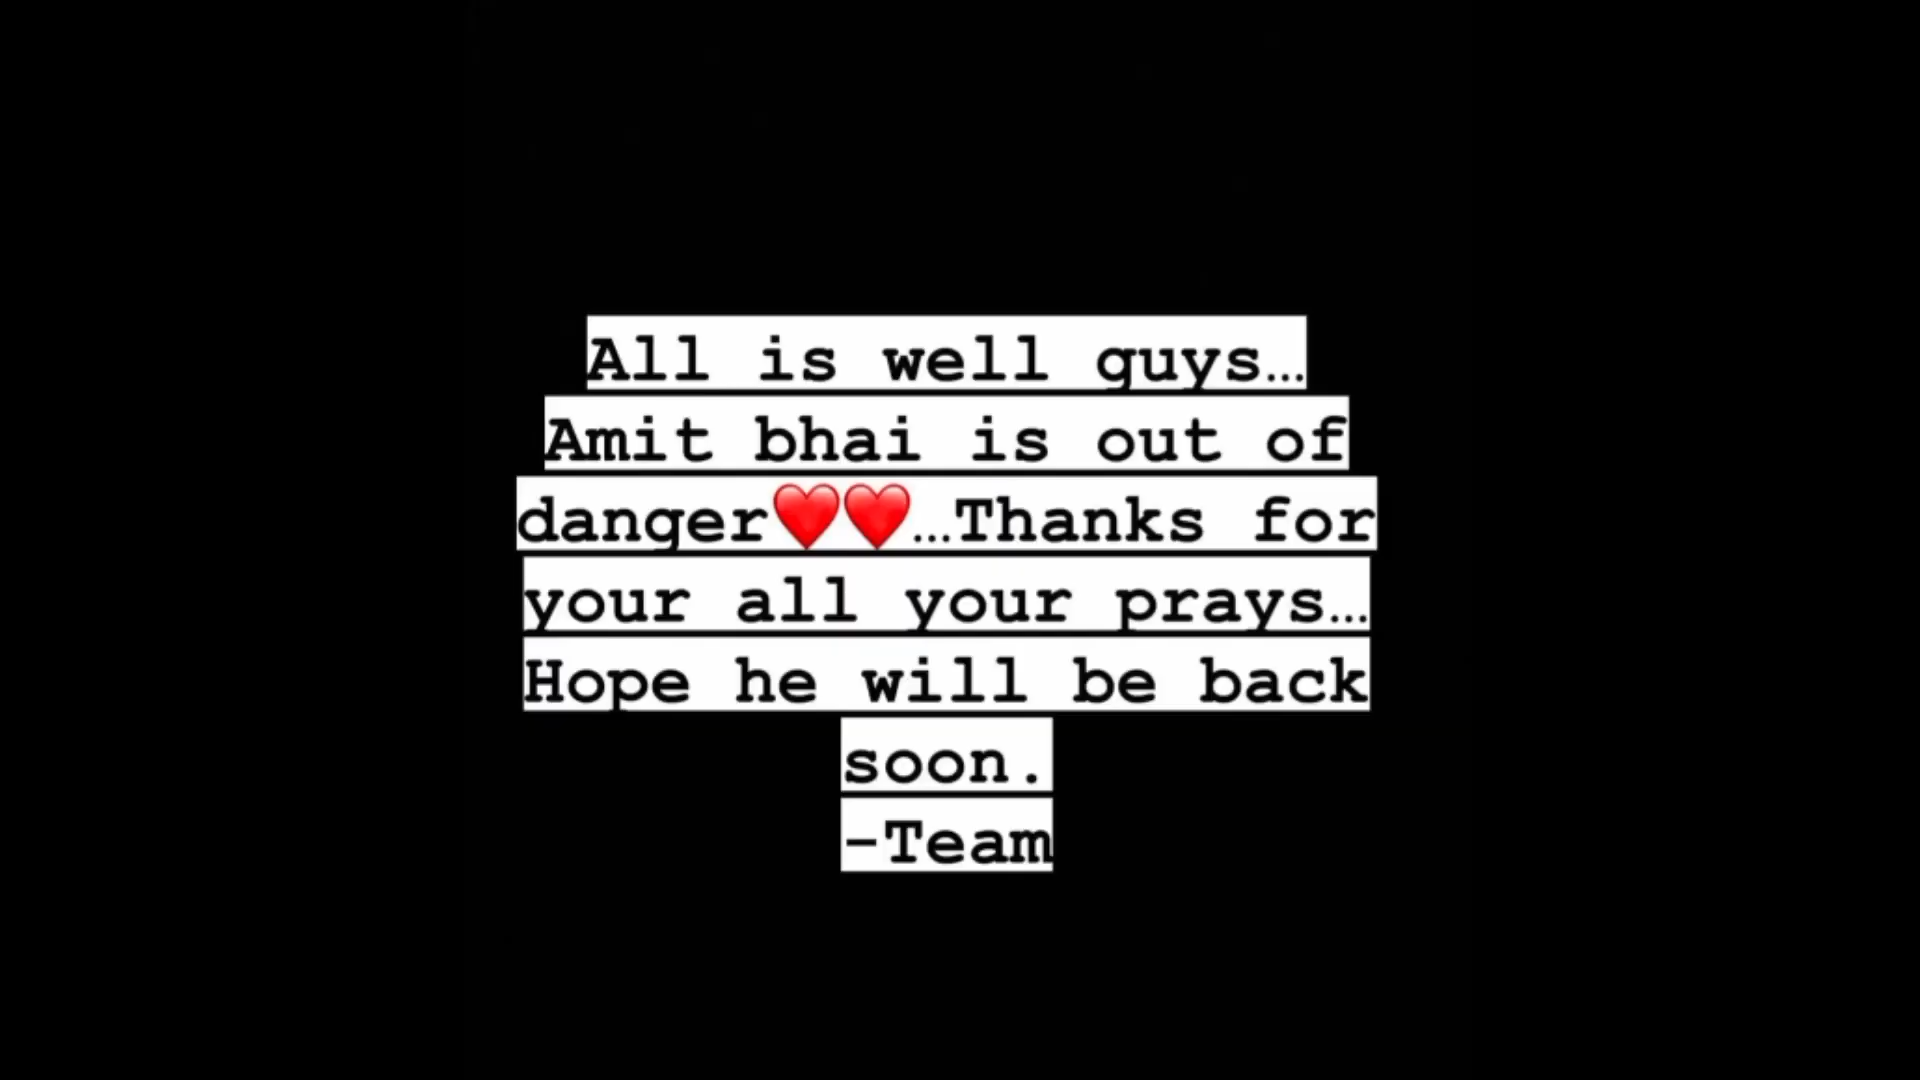 All is well guys…
Amit bhai is out of
danger❤️❤️…Thanks for
your all your prays…
Hope he will be back
soon.
-Team